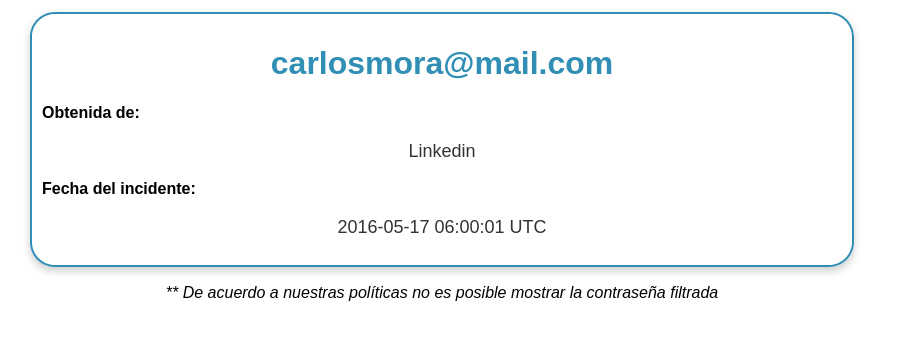 carlosmora@mail.com
Obtenida de:
Linkedin
Fecha del incidente:
2016-05-17 06:00:01 UTC
** De acuerdo a nuestras políticas no es posible mostrar la contraseña filtrada